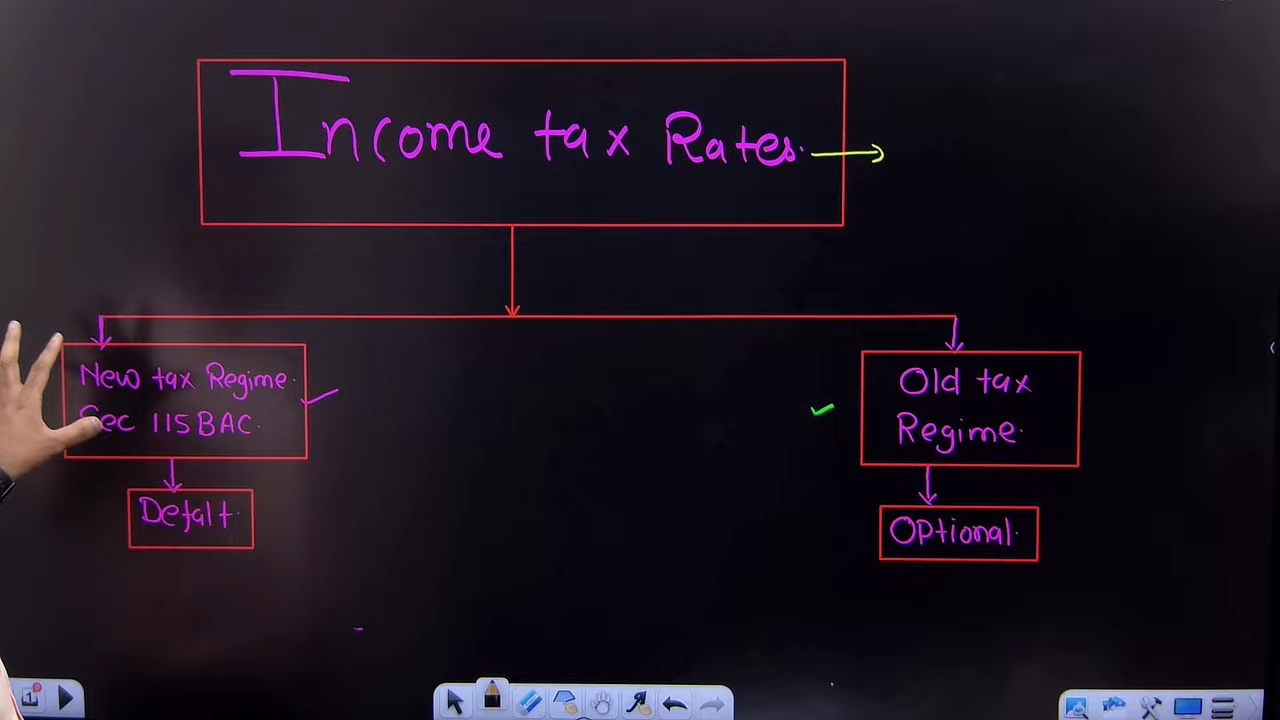 Income tax Rates.
New tax Regime.
Sec 115BAC.
Defalt.
Old tax
Regime.
Optional.